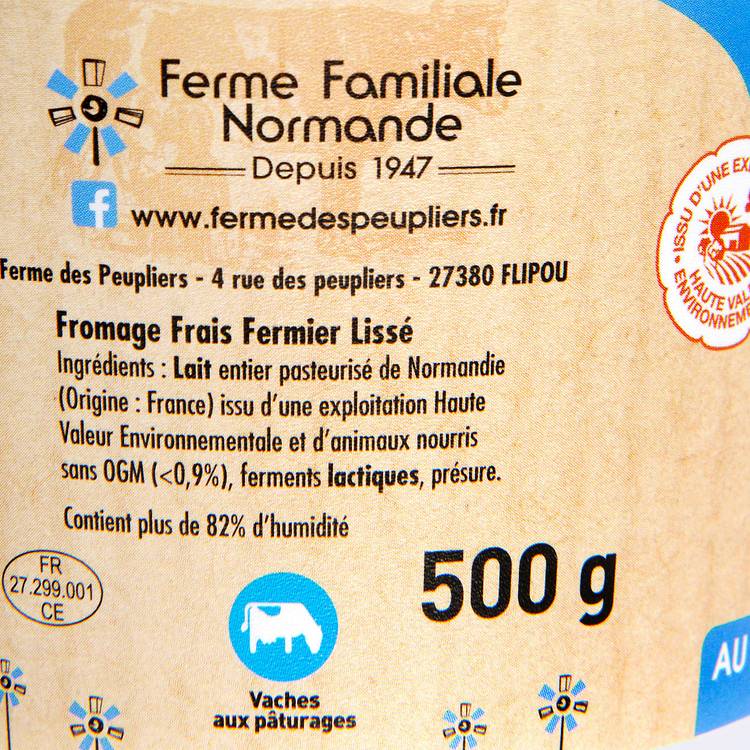 Ferme Familiale
Normande
Depuis 1947
f www.fermedespeupliers.fr
Ferme des Peupliers - 4 rue des peupliers - 27380 FLIPOU
Fromage Frais Fermier Lissé
Ingrédients : Lait entier pasteurisé de Normandie
(Origine : France) issu d'une exploitation Haute
Valeur Environnementale et d'animaux nourris
sans OGM (<0,9%), ferments lactiques, présure.
Contient plus de 82% d'humidité
FR
27.299.001
CE
500 g
Vaches
aux pâturages
• ISSU D'UNE EX
HAUTE VAL
ENVIRONNEME
AU